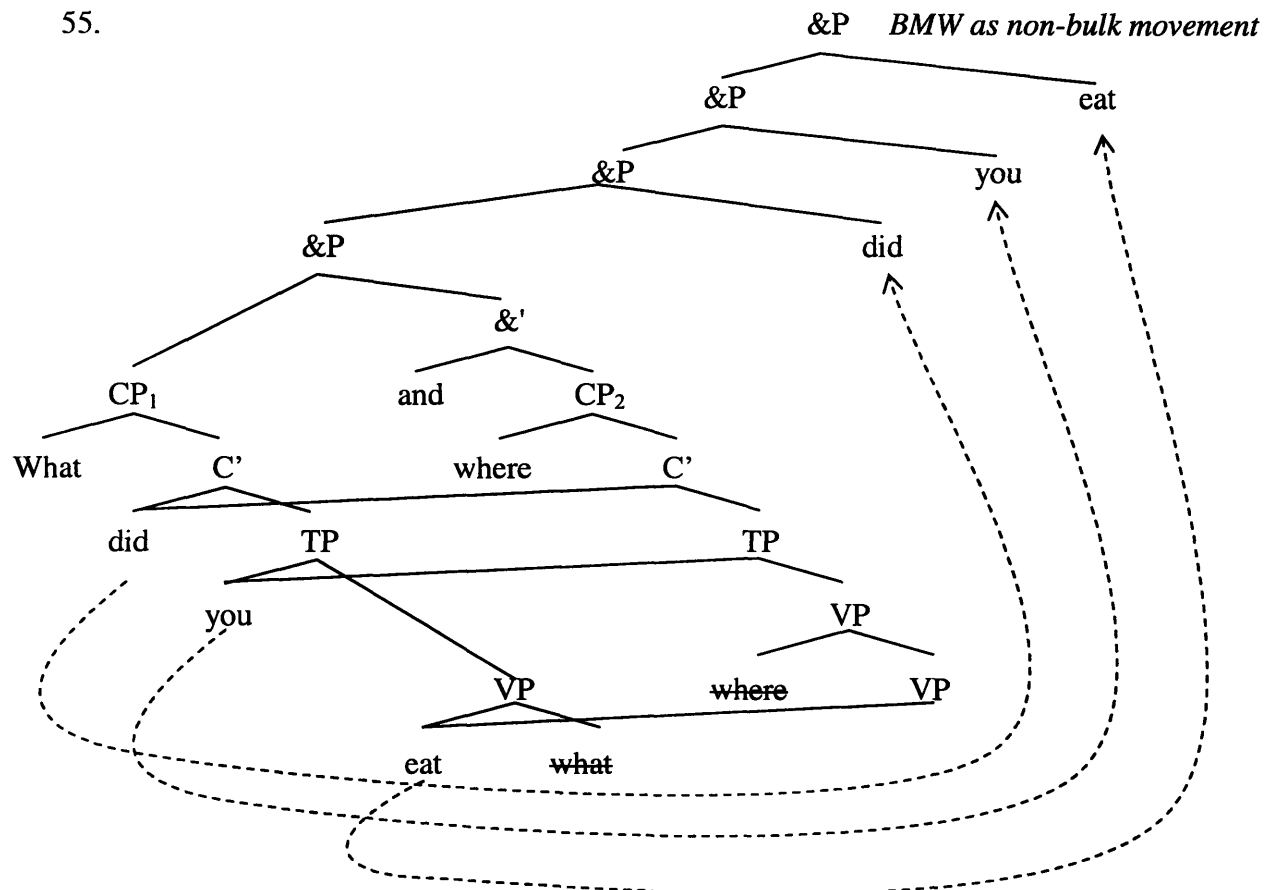 55. &P BMW as non-bulk movement
&P eat
&P you
&P did
&'
CP₁ and CP₂
What C’ where C’
did TP TP
you VP
VP where VP
eat what